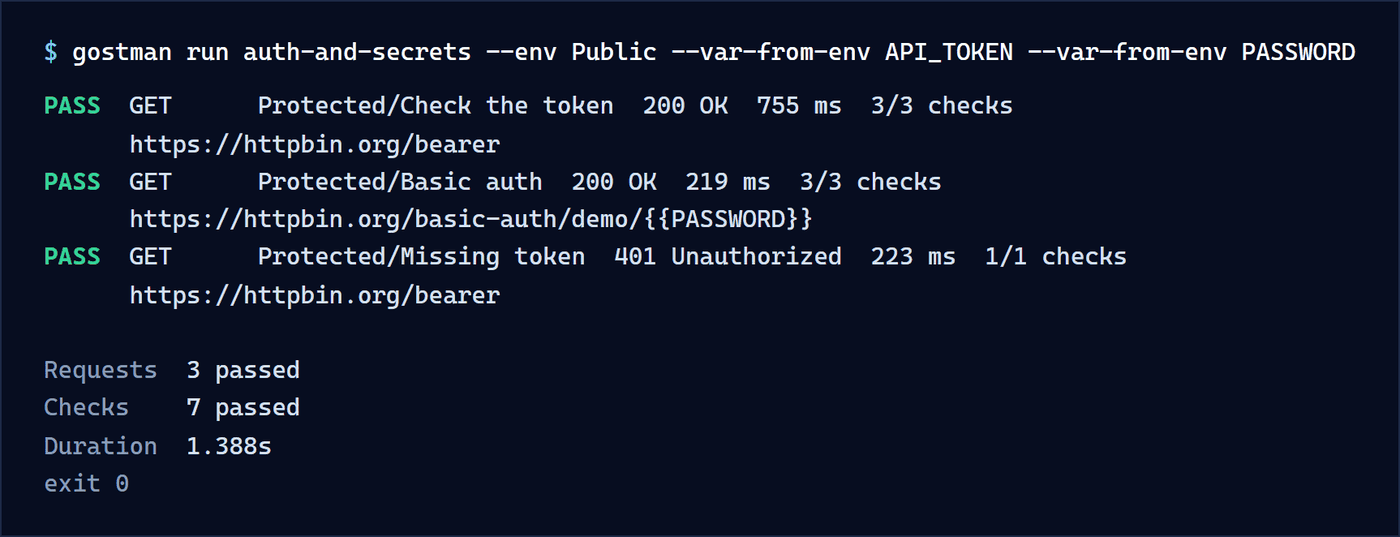 $ gostman run auth-and-secrets --env Public --var-from-env API_TOKEN --var-from-env PASSWORD
PASS  GET      Protected/Check the token  200 OK  755 ms  3/3 checks
      https://httpbin.org/bearer
PASS  GET      Protected/Basic auth  200 OK  219 ms  3/3 checks
      https://httpbin.org/basic-auth/demo/{{PASSWORD}}
PASS  GET      Protected/Missing token  401 Unauthorized  223 ms  1/1 checks
      https://httpbin.org/bearer
Requests  3 passed
Checks    7 passed
Duration  1.388s
exit 0